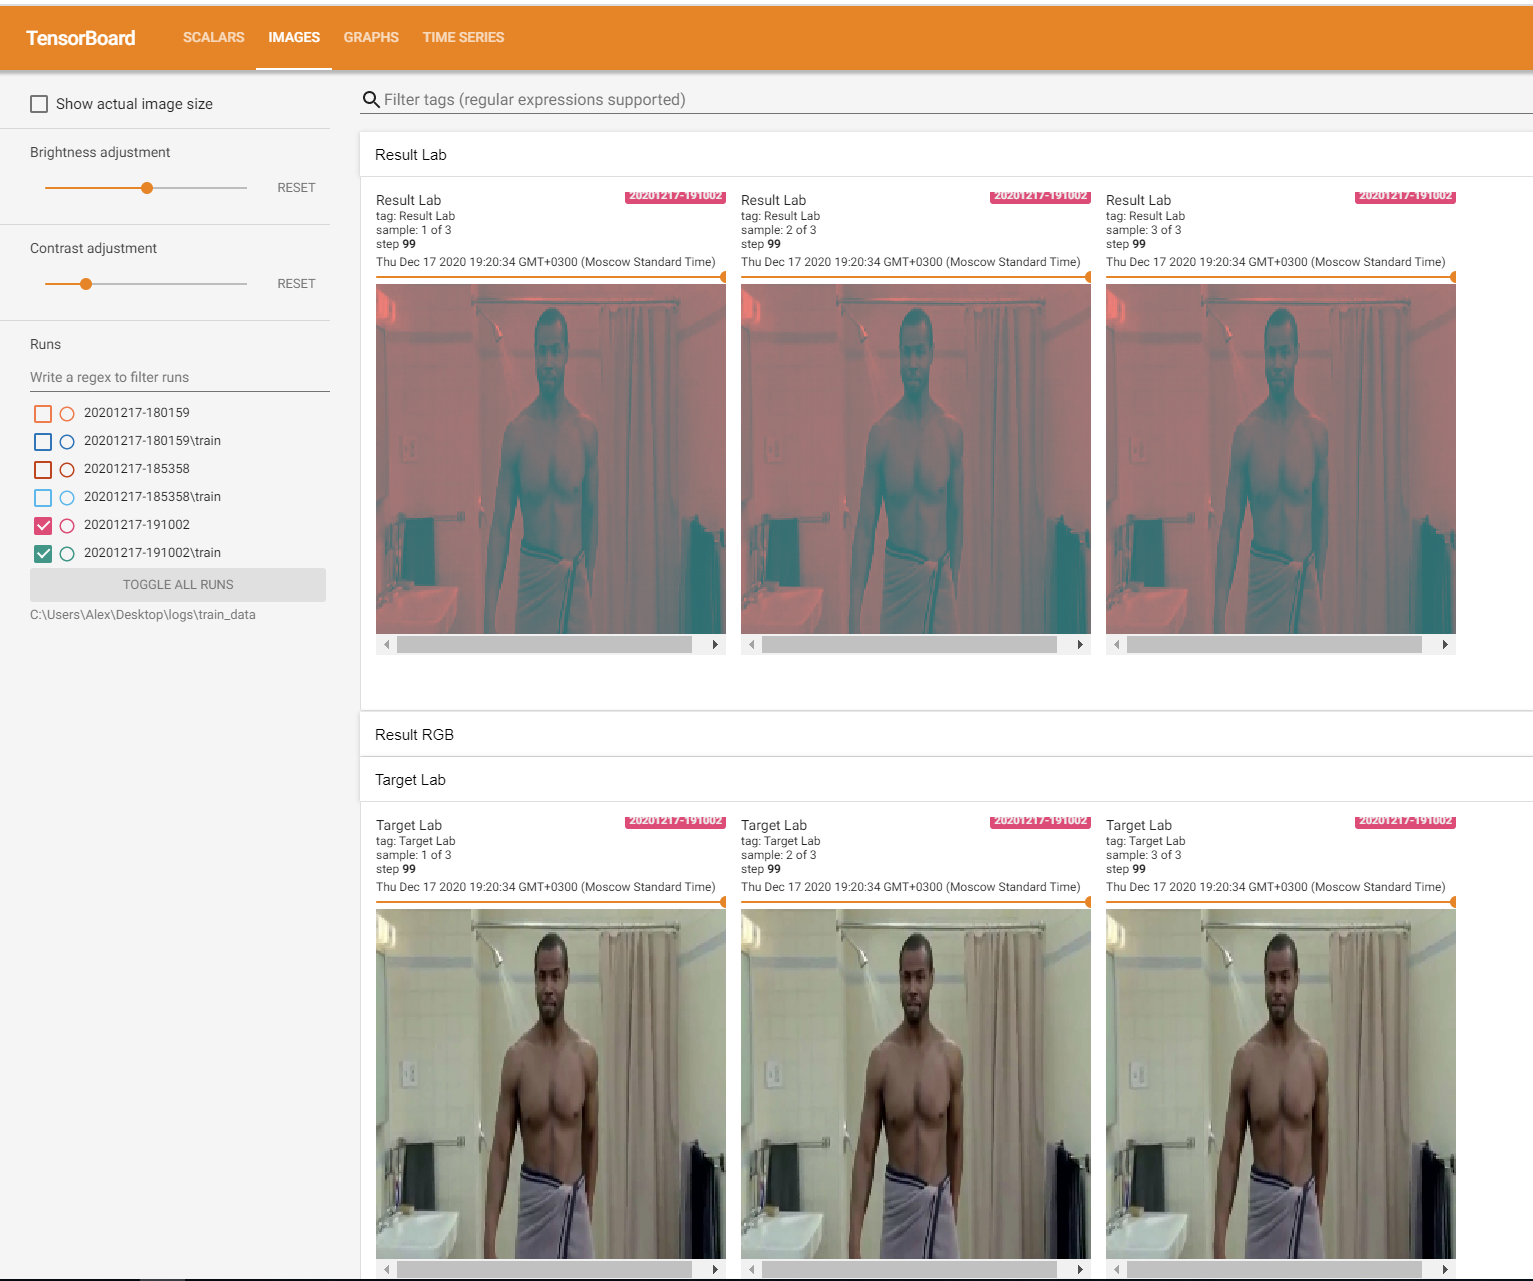 TensorBoard SCALARS IMAGES GRAPHS TIME SERIES
Show actual image size
Filter tags (regular expressions supported)
Brightness adjustment
RESET
Contrast adjustment
RESET
Runs
Write a regex to filter runs
20201217-180159
20201217-180159\train
20201217-185358
20201217-185358\train
20201217-191002
20201217-191002\train
TOGGLE ALL RUNS
C:\Users\Alex\Desktop\logs\train_data
Result Lab
Result Lab 20201217-191002
tag: Result Lab
sample: 1 of 3
step 99
Thu Dec 17 2020 19:20:34 GMT+0300 (Moscow Standard Time)
Result Lab 20201217-191002
tag: Result Lab
sample: 2 of 3
step 99
Thu Dec 17 2020 19:20:34 GMT+0300 (Moscow Standard Time)
Result Lab 20201217-191002
tag: Result Lab
sample: 3 of 3
step 99
Thu Dec 17 2020 19:20:34 GMT+0300 (Moscow Standard Time)
Result RGB
Target Lab
Target Lab 20201217-191002
tag: Target Lab
sample: 1 of 3
step 99
Thu Dec 17 2020 19:20:34 GMT+0300 (Moscow Standard Time)
Target Lab 20201217-191002
tag: Target Lab
sample: 2 of 3
step 99
Thu Dec 17 2020 19:20:34 GMT+0300 (Moscow Standard Time)
Target Lab 20201217-191002
tag: Target Lab
sample: 3 of 3
step 99
Thu Dec 17 2020 19:20:34 GMT+0300 (Moscow Standard Time)